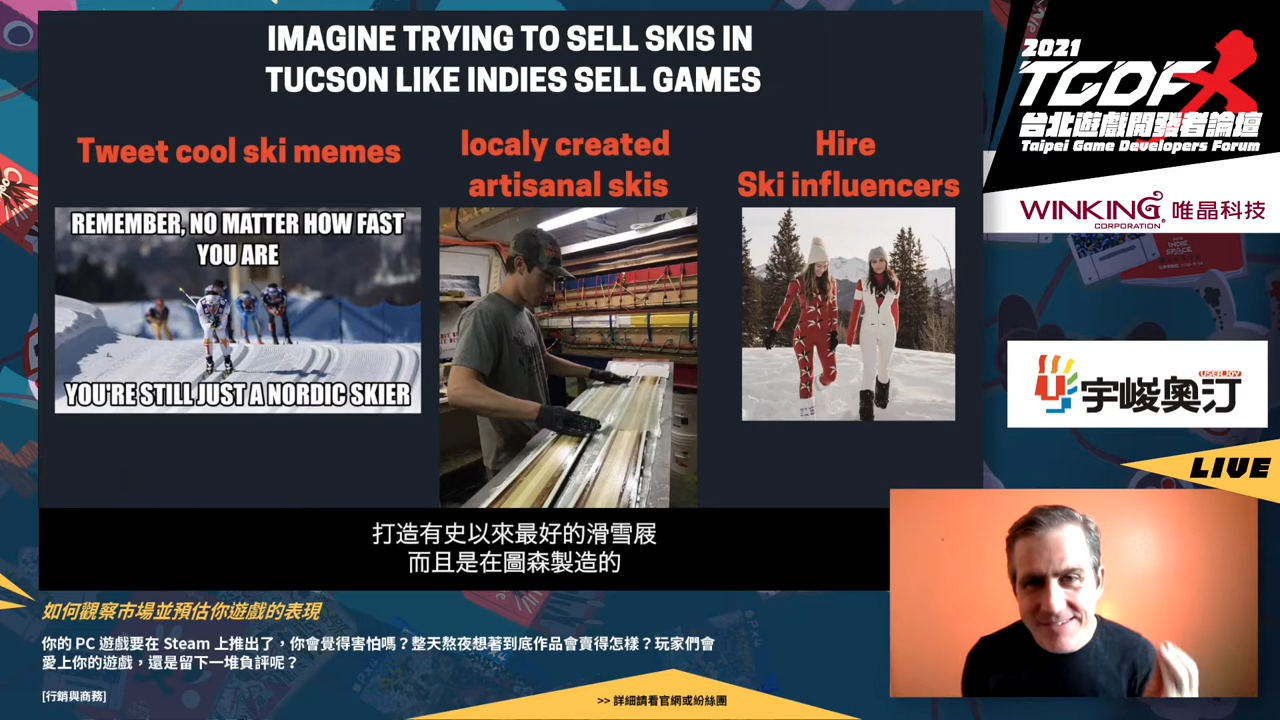 IMAGINE TRYING TO SELL SKIS IN
TUCSON LIKE INDIES SELL GAMES
Tweet cool ski memes
localy created
artisanal skis
Hire
Ski influencers
REMEMBER, NO MATTER HOW FAST
YOU ARE
YOU'RE STILL JUST A NORDIC SKIER
打造有史以來最好的滑雪屐
而且是在圖森製造的
如何觀察市場並預估你遊戲的表現
你的 PC 遊戲要在 Steam 上推出了，你會覺得害怕嗎？整天熬夜想著到底作品會賣得怎樣？玩家們會
愛上你的遊戲，還是留下一堆負評呢？
[行銷與商務]
>> 詳細請看官網或紛絲團
2021
TGDF X
台北遊戲開發者論壇
Taipei Game Developers Forum
WINKING 唯晶科技
CORPORATION
USERJOY
宇峻奧汀
LIVE